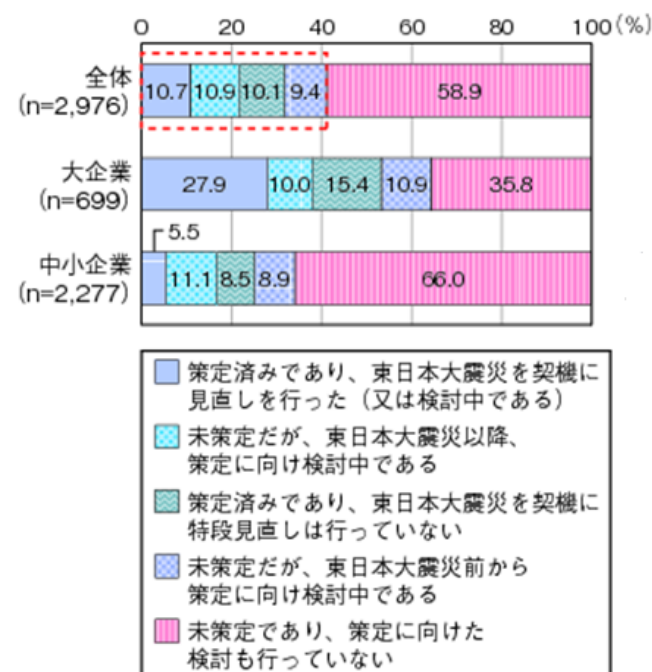 0 20 40 60 80 100(%)
全体
(n=2,976)
10.7 10.9 10.1 9.4 58.9
大企業
(n=699)
27.9 10.0 15.4 10.9 35.8
5.5
中小企業
(n=2,277)
11.1 8.5 8.9 66.0
策定済みであり、東日本大震災を契機に
見直しを行った（又は検討中である）
未策定だが、東日本大震災以降、
策定に向け検討中である
策定済みであり、東日本大震災を契機に
特段見直しは行っていない
未策定だが、東日本大震災前から
策定に向け検討中である
未策定であり、策定に向けた
検討も行っていない